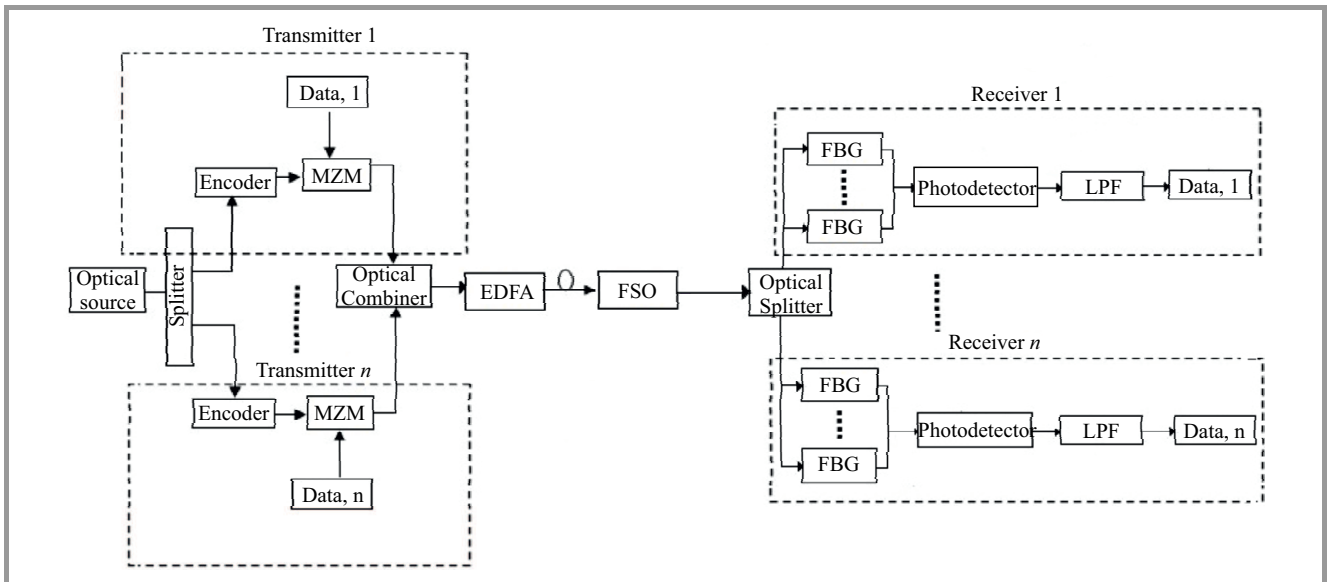 Transmitter 1
Data, 1
Encoder
MZM
Optical
source
Splitter
Optical
Combiner
EDFA
FSO
Transmitter n
Encoder
MZM
Data, n
Optical
Splitter
Receiver 1
FBG
FBG
Photodetector
LPF
Data, 1
Receiver n
FBG
FBG
Photodetector
LPF
Data, n